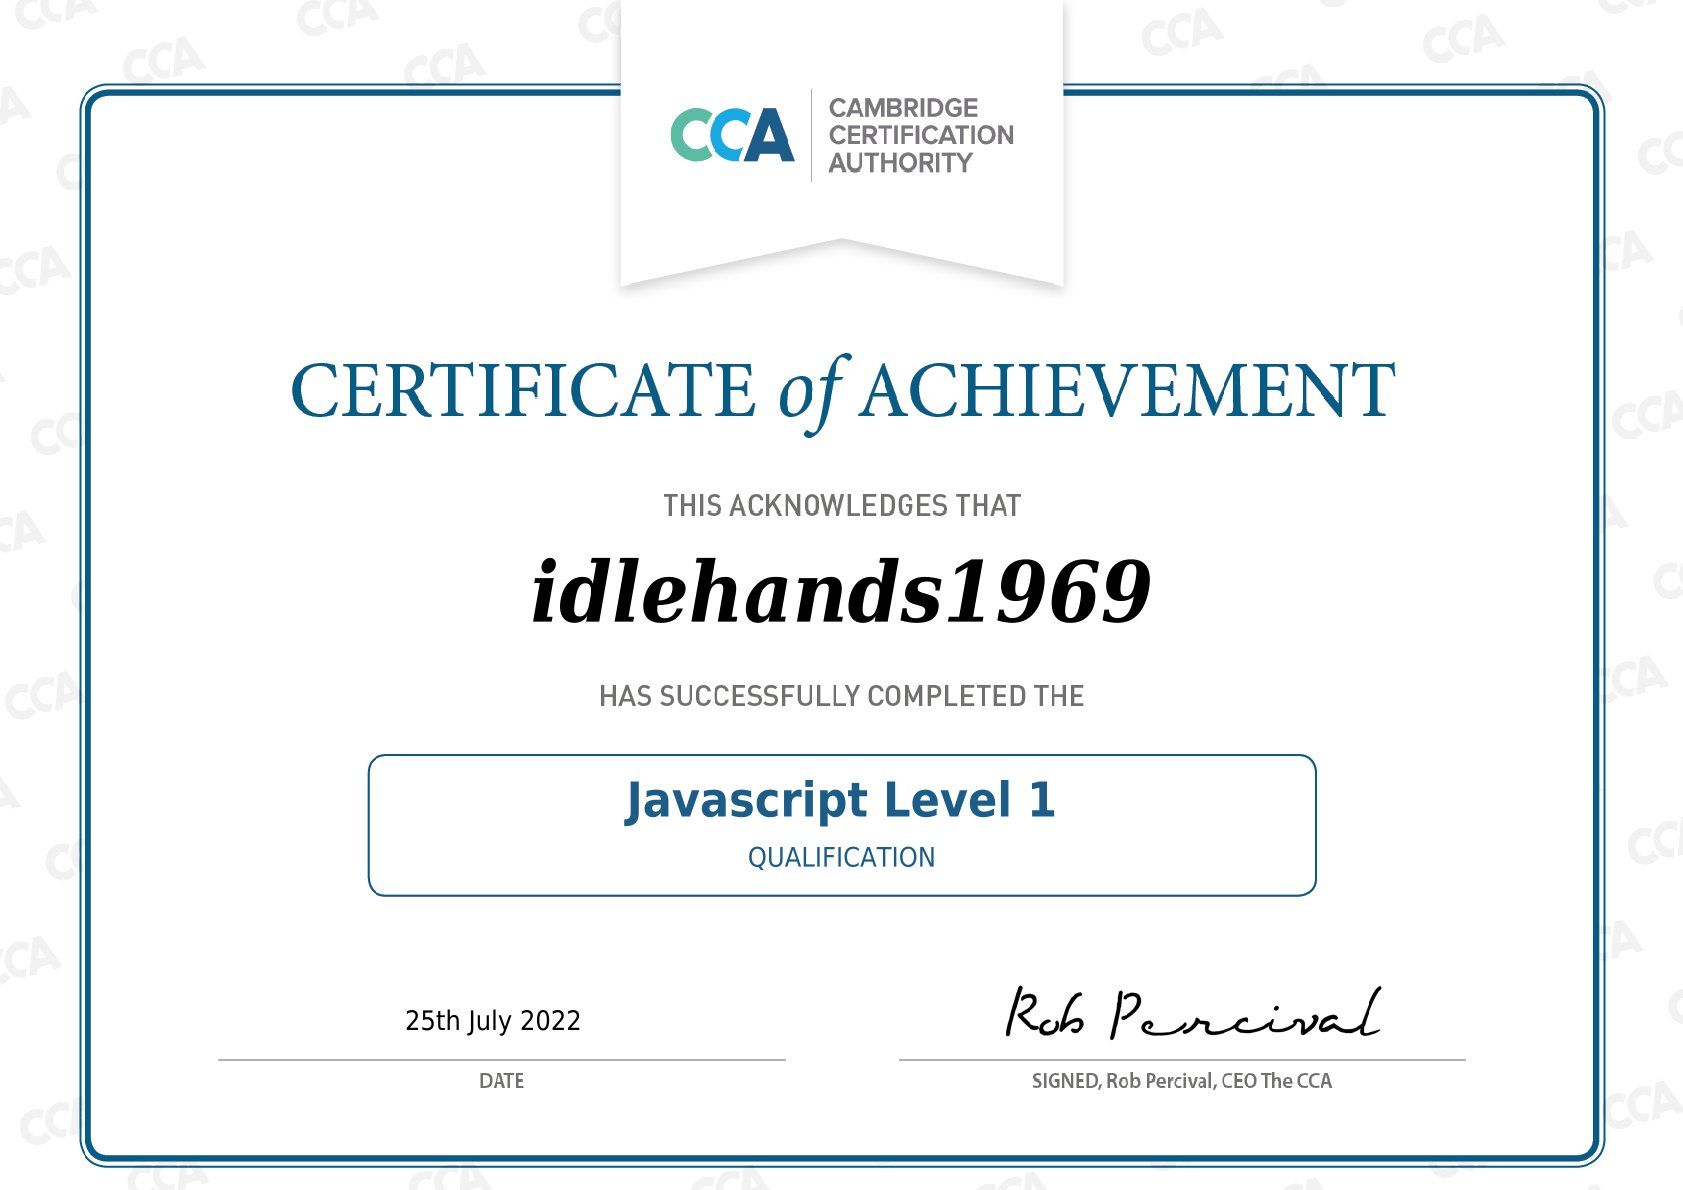 CCA
CAMBRIDGE
CERTIFICATION
AUTHORITY
CERTIFICATE of ACHIEVEMENT
THIS ACKNOWLEDGES THAT
idlehands1969
HAS SUCCESSFULLY COMPLETED THE
Javascript Level 1
QUALIFICATION
25th July 2022
Rob Percival
DATE
SIGNED, Rob Percival, CEO The CCA